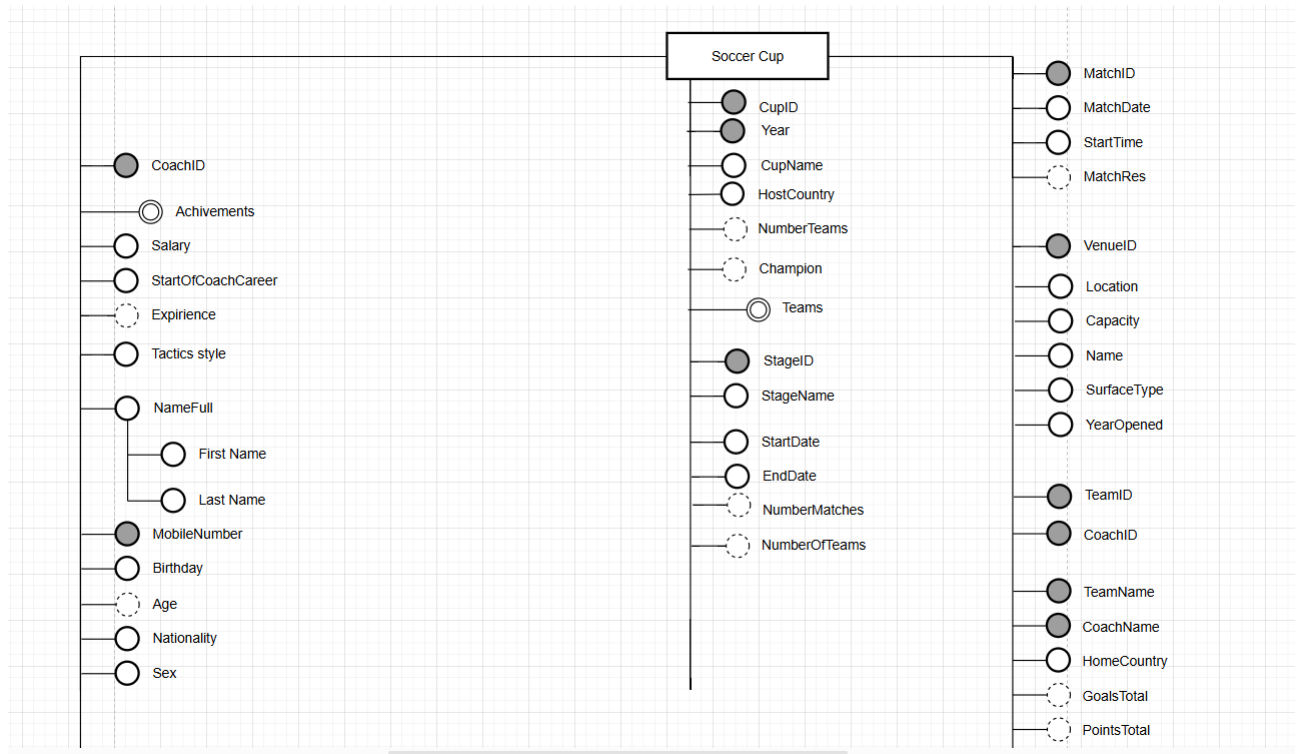 Soccer Cup
CoachID
Achivements
Salary
StartOfCoachCareer
Expirience
Tactics style
NameFull
First Name
Last Name
MobileNumber
Birthday
Age
Nationality
Sex
CupID
Year
CupName
HostCountry
NumberTeams
Champion
Teams
StageID
StageName
StartDate
EndDate
NumberMatches
NumberOfTeams
MatchID
MatchDate
StartTime
MatchRes
VenueID
Location
Capacity
Name
SurfaceType
YearOpened
TeamID
CoachID
TeamName
CoachName
HomeCountry
GoalsTotal
PointsTotal